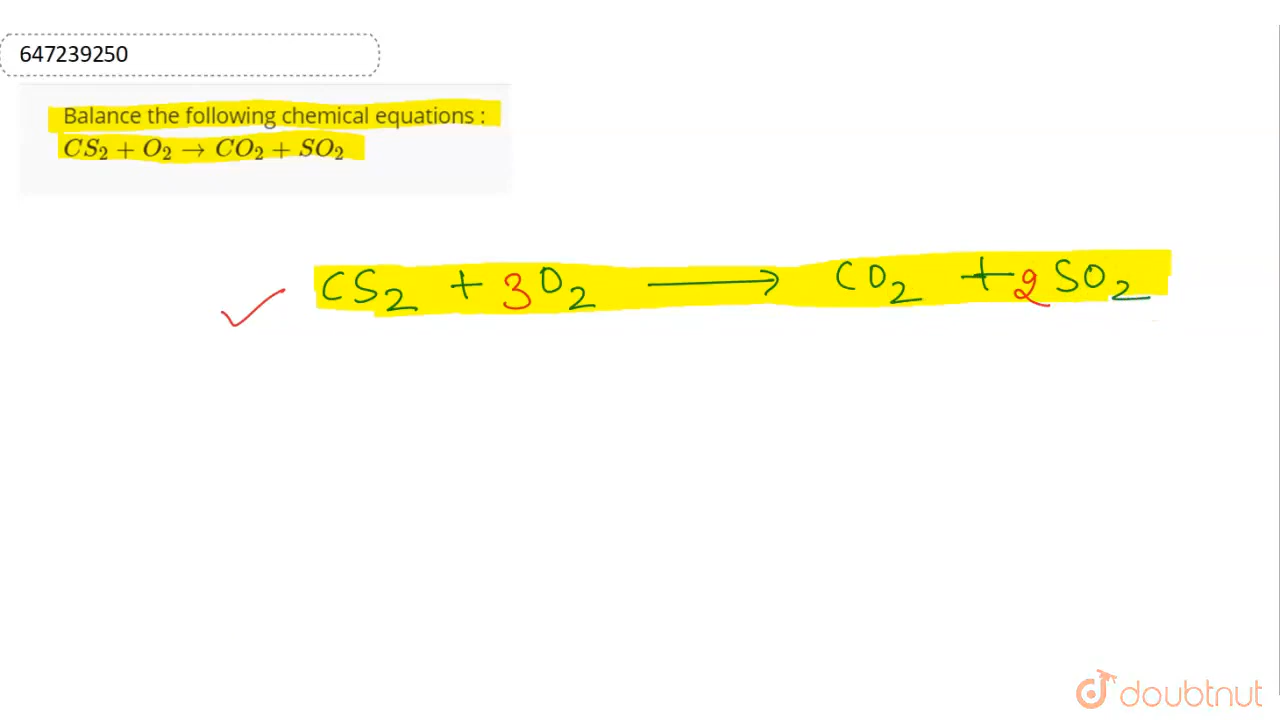 647239250
Balance the following chemical equations :
CS₂ + O₂ → CO₂ + SO₂
CS₂ + 3O₂ → CO₂ + 2SO₂
doubtnut